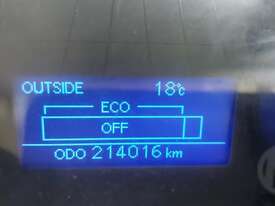 OUTSIDE 18°C
ECO
OFF
ODO 214016 km